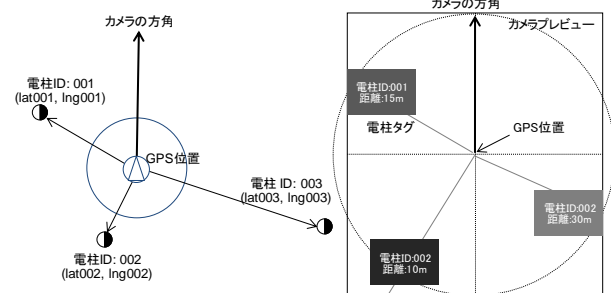 カメラの方角
電柱ID: 001
(lat001, lng001)
GPS位置
電柱 ID: 003
(lat003, lng003)
電柱ID: 002
(lat002, lng002)
カメラの方角
カメラプレビュー
電柱ID:001
距離:15m
電柱タグ
GPS位置
電柱ID:002
距離:30m
電柱ID:002
距離:10m